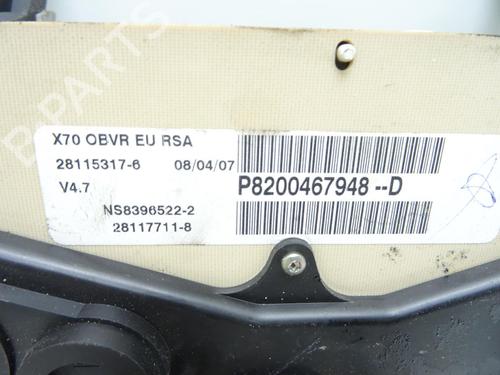 X70 OBVR EU RSA
28115317-6 08/04/07
V4.7
P8200467948--D
NS8396522-2
28117711-8
B-PARTS